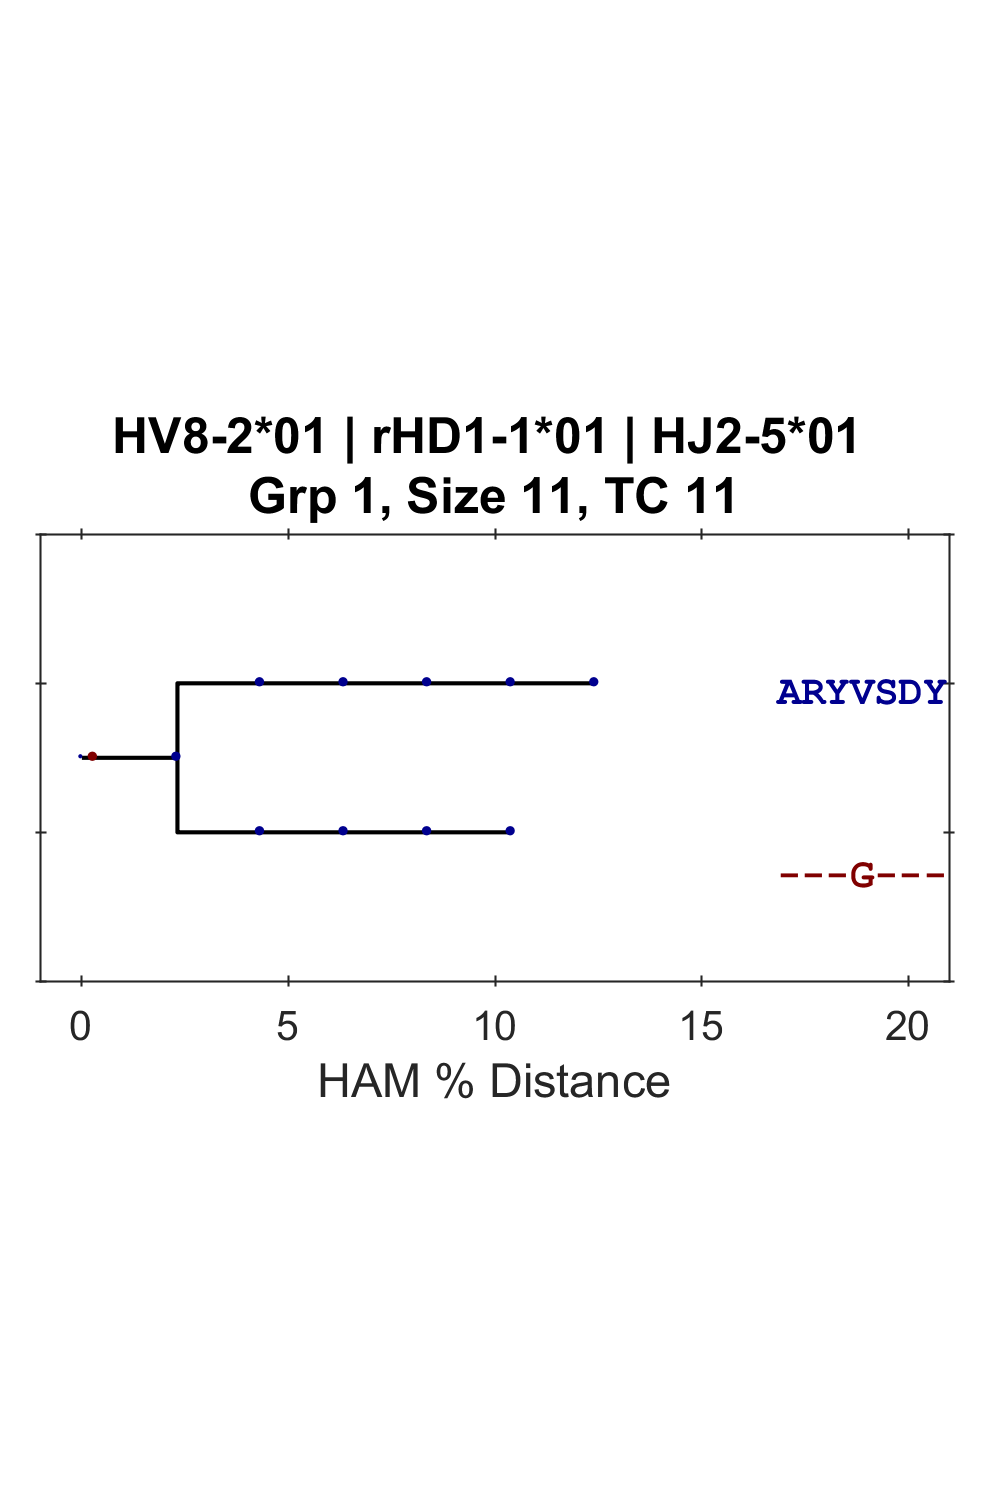 HV8-2*01 | rHD1-1*01 | HJ2-5*01
Grp 1, Size 11, TC 11
ARYVSDY
---G---
0 5 10 15 20
HAM % Distance